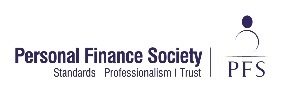 Personal Finance Society
Standards Professionalism | Trust
PFS